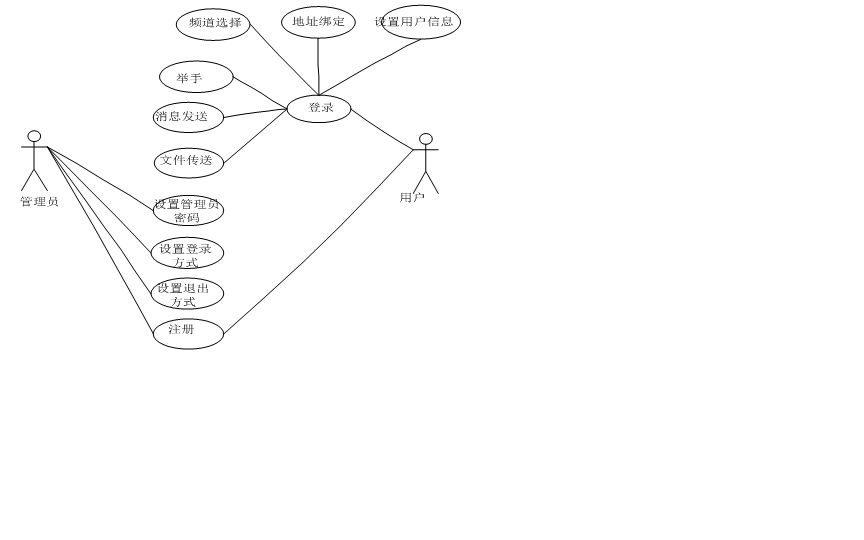 频道选择
地址绑定
设置用户信息
举手
登录
消息发送
文件传送
管理员
用户
设置管理员
密码
设置登录
方式
设置退出
方式
注册